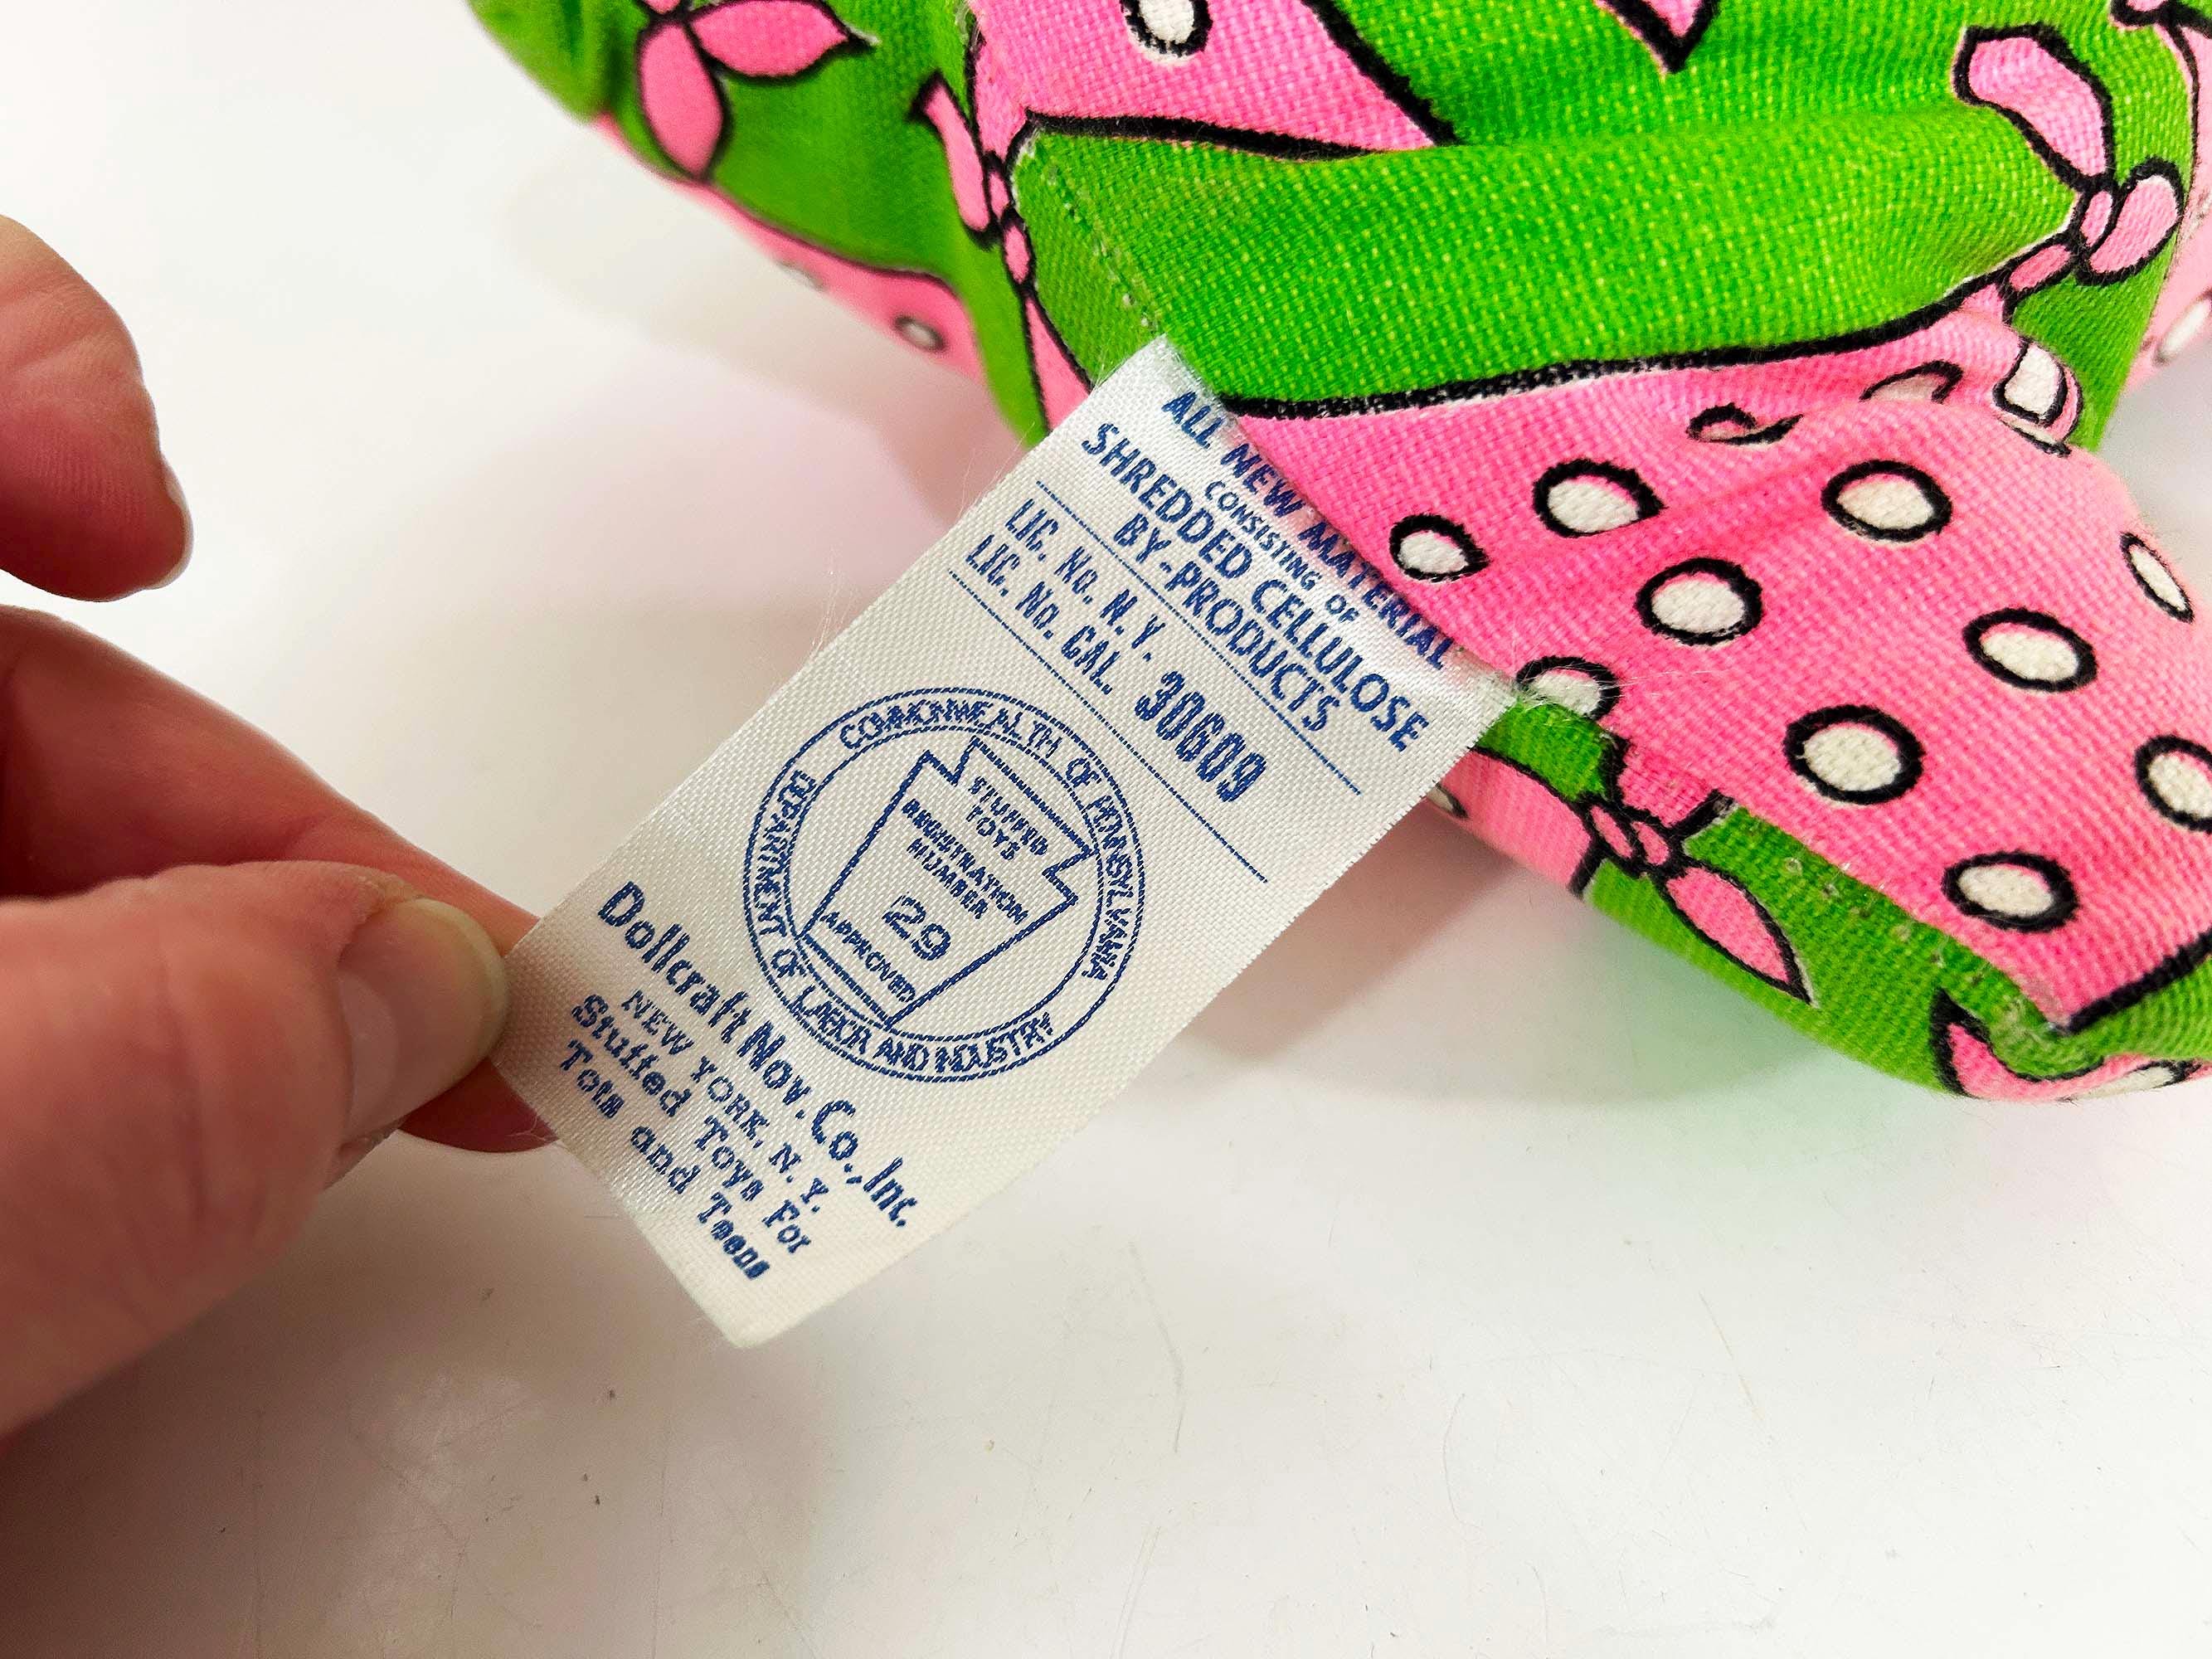 ALL NEW MATERIAL
CONSISTING OF
SHREDDED CELLULOSE
BY-PRODUCTS
LIC. No. N.Y. 30609
LIC. No. CAL.
COMMONWEALTH OF PENNSYLVANIA
DEPARTMENT OF LABOR AND INDUSTRY
STUFFED
TOYS
REGISTRATION
NUMBER
29
APPROVED
Dollcraft Nov. Co., Inc.
NEW YORK, N.Y.
Stuffed Toys For
Tots and Teens